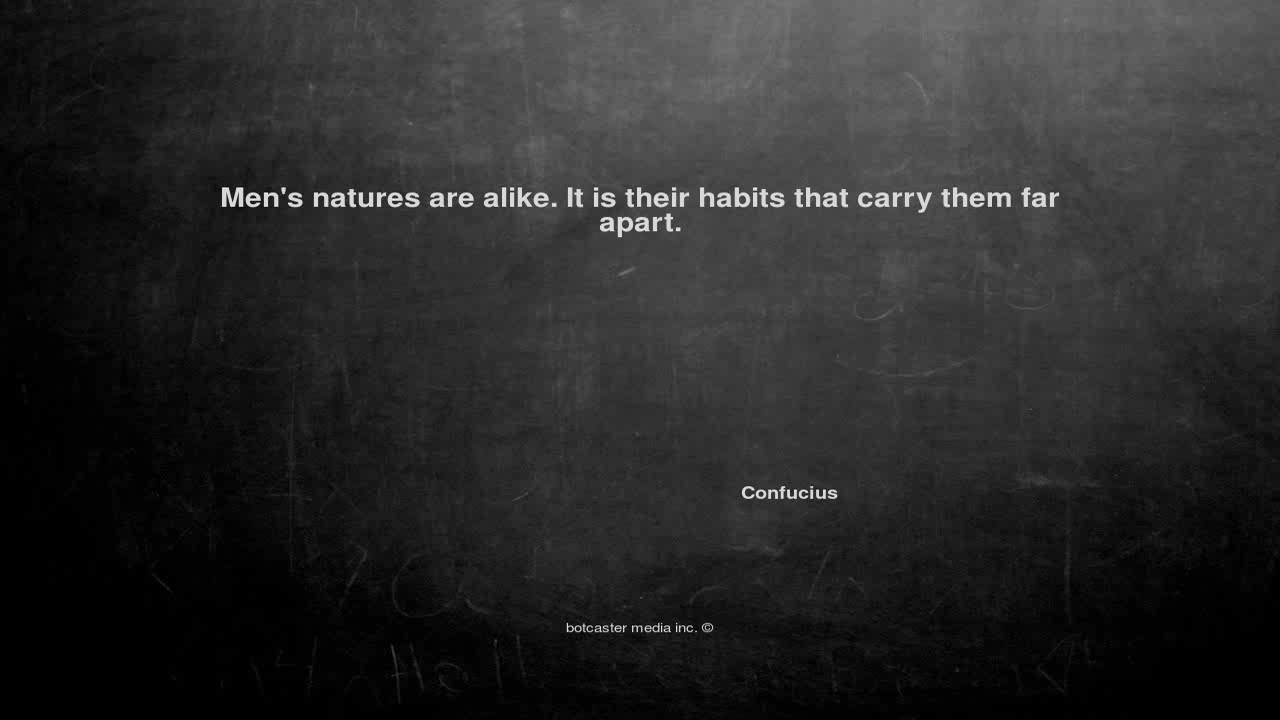 Men's natures are alike. It is their habits that carry them far
apart.
Confucius
botcaster media inc. ©